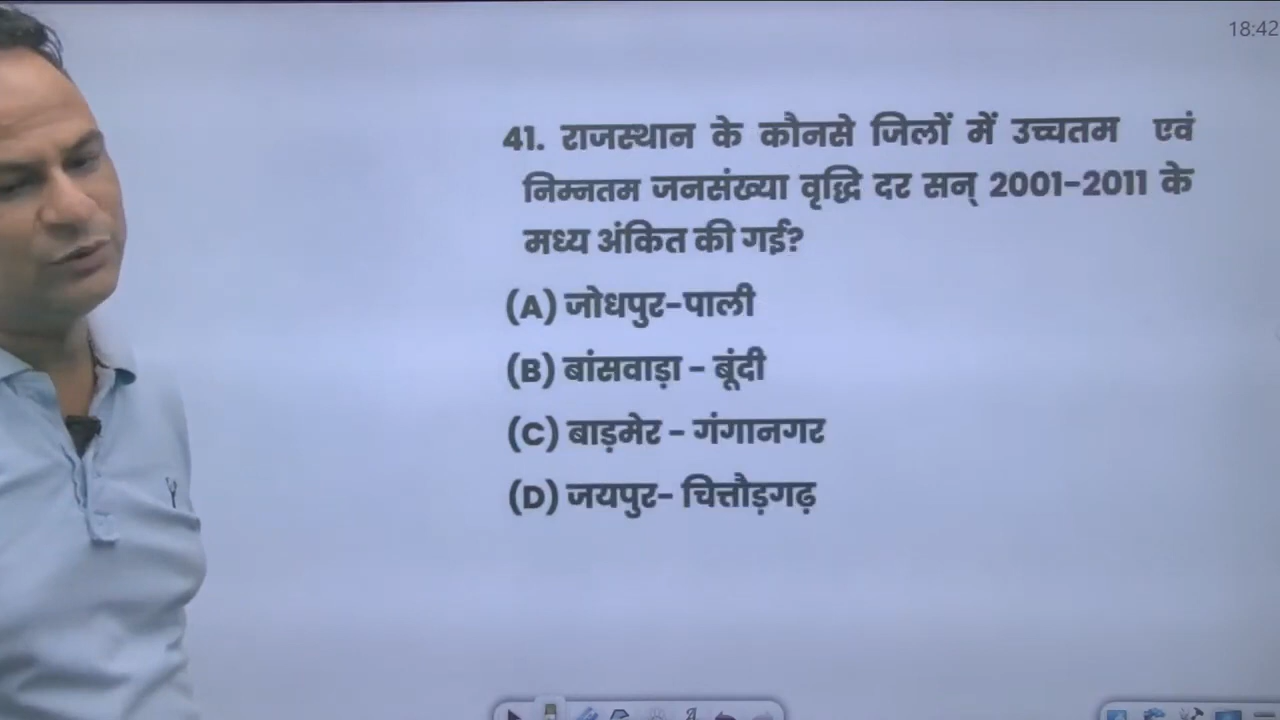 18:42
41. राजस्थान के कौनसे जिलों में उच्चतम एवं
निम्नतम जनसंख्या वृद्धि दर सन् 2001-2011 के
मध्य अंकित की गई?
(A) जोधपुर-पाली
(B) बांसवाड़ा - बूंदी
(C) बाड़मेर - गंगानगर
(D) जयपुर- चित्तौड़गढ़